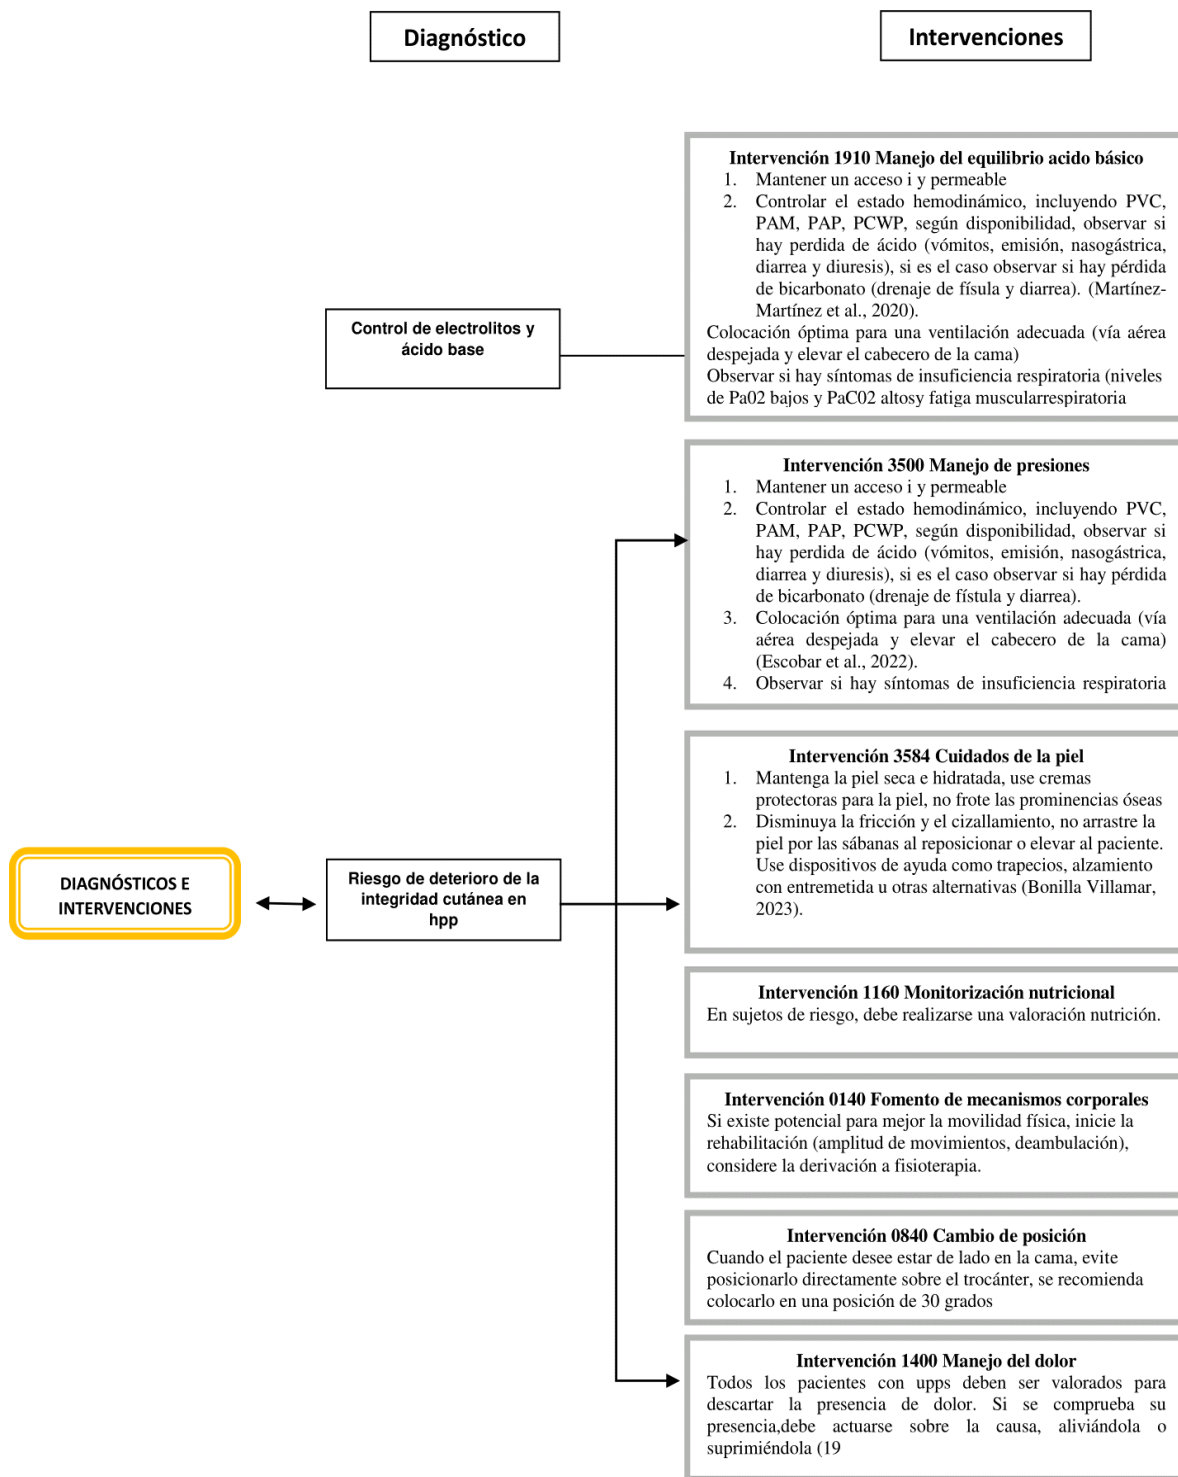 Diagnóstico
Intervenciones
Intervención 1910 Manejo del equilibrio acido básico
1. Mantener un acceso i y permeable
2. Controlar el estado hemodinámico, incluyendo PVC,
PAM, PAP, PCWP, según disponibilidad, observar si
hay perdida de ácido (vómitos, emisión, nasogástrica,
diarrea y diuresis), si es el caso observar si hay pérdida
de bicarbonato (drenaje de físula y diarrea). (Martínez-
Martínez et al., 2020).
Colocación óptima para una ventilación adecuada (vía aérea
despejada y elevar el cabecero de la cama)
Observar si hay síntomas de insuficiencia respiratoria (niveles
de Pa02 bajos y PaC02 altosy fatiga muscularrespiratoria
Control de electrolitos y
ácido base
Intervención 3500 Manejo de presiones
1. Mantener un acceso i y permeable
2. Controlar el estado hemodinámico, incluyendo PVC,
PAM, PAP, PCWP, según disponibilidad, observar si
hay perdida de ácido (vómitos, emisión, nasogástrica,
diarrea y diuresis), si es el caso observar si hay pérdida
de bicarbonato (drenaje de fístula y diarrea).
3. Colocación óptima para una ventilación adecuada (vía
aérea despejada y elevar el cabecero de la cama)
(Escobar et al., 2022).
4. Observar si hay síntomas de insuficiencia respiratoria
Intervención 3584 Cuidados de la piel
1. Mantenga la piel seca e hidratada, use cremas
protectoras para la piel, no frote las prominencias óseas
2. Disminuya la fricción y el cizallamiento, no arrastre la
piel por las sábanas al reposicionar o elevar al paciente.
Use dispositivos de ayuda como trapecios, alzamiento
con entremetida u otras alternativas (Bonilla Villamar,
2023).
DIAGNÓSTICOS E
INTERVENCIONES
Riesgo de deterioro de la
integridad cutánea en
hpp
Intervención 1160 Monitorización nutricional
En sujetos de riesgo, debe realizarse una valoración nutrición.
Intervención 0140 Fomento de mecanismos corporales
Si existe potencial para mejor la movilidad física, inicie la
rehabilitación (amplitud de movimientos, deambulación),
considere la derivación a fisioterapia.
Intervención 0840 Cambio de posición
Cuando el paciente desee estar de lado en la cama, evite
posicionarlo directamente sobre el trocánter, se recomienda
colocarlo en una posición de 30 grados
Intervención 1400 Manejo del dolor
Todos los pacientes con upps deben ser valorados para
descartar la presencia de dolor. Si se comprueba su
presencia,debe actuarse sobre la causa, aliviándola o
suprimiéndola (19